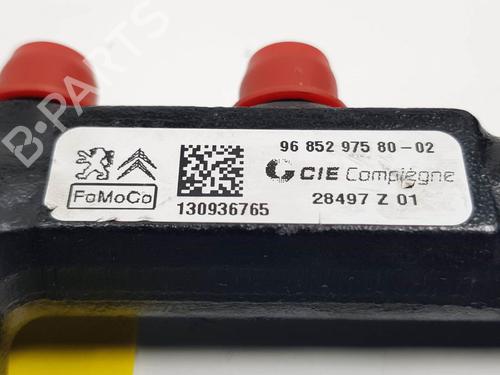 96 852 975 80-02
CIE Compiègne
FoMoCo
130936765
28497 Z 01
B-PARTS